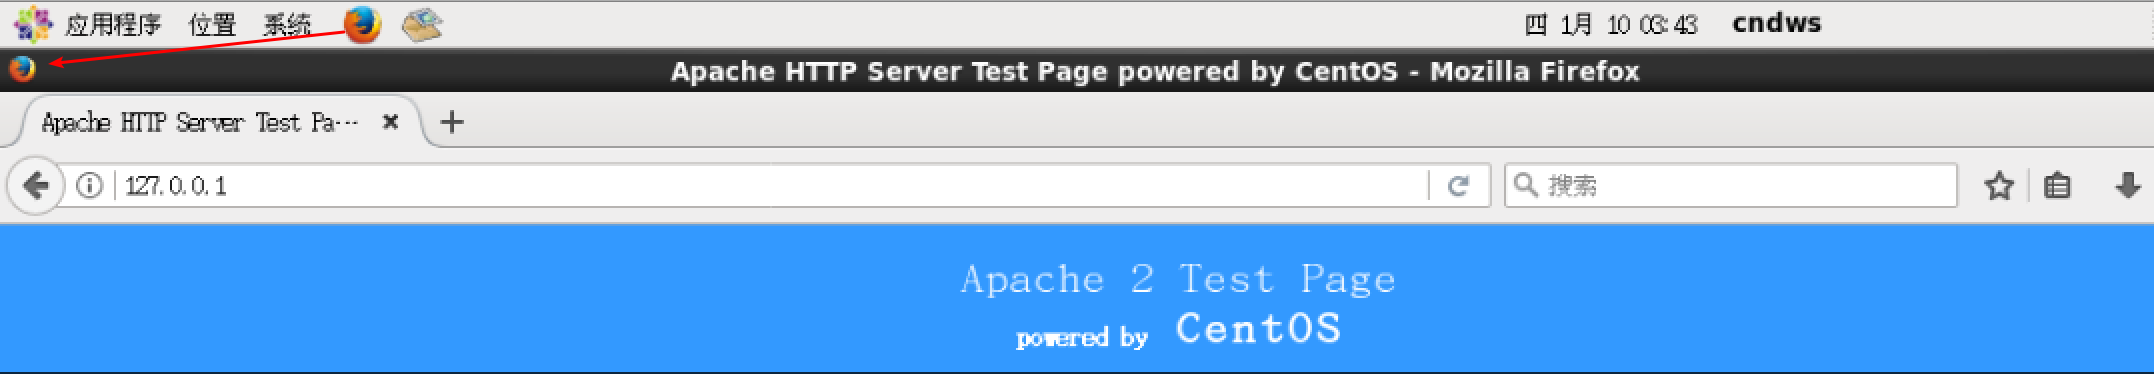 应用程序 位置 系统 四 1月 10 03:43 cndws
Apache HTTP Server Test Page powered by CentOS - Mozilla Firefox
Apache HTTP Server Test Pa···
127.0.0.1 搜索
Apache 2 Test Page
powered by CentOS